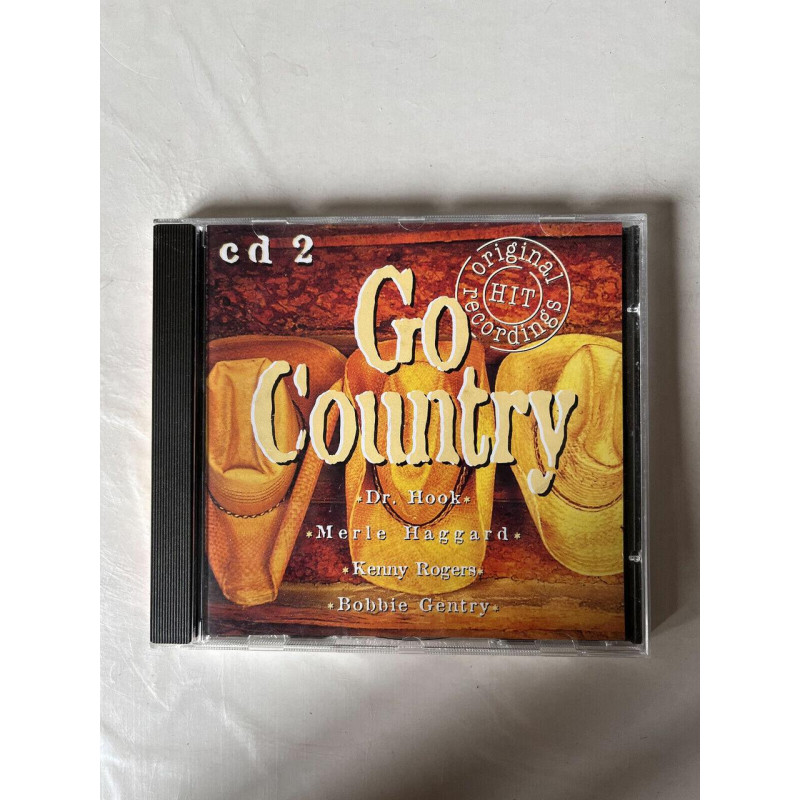 cd 2
original
HIT
recordings
Go
Country
*Dr. Hook*
*Merle Haggard*
*Kenny Rogers*
*Bobbie Gentry*